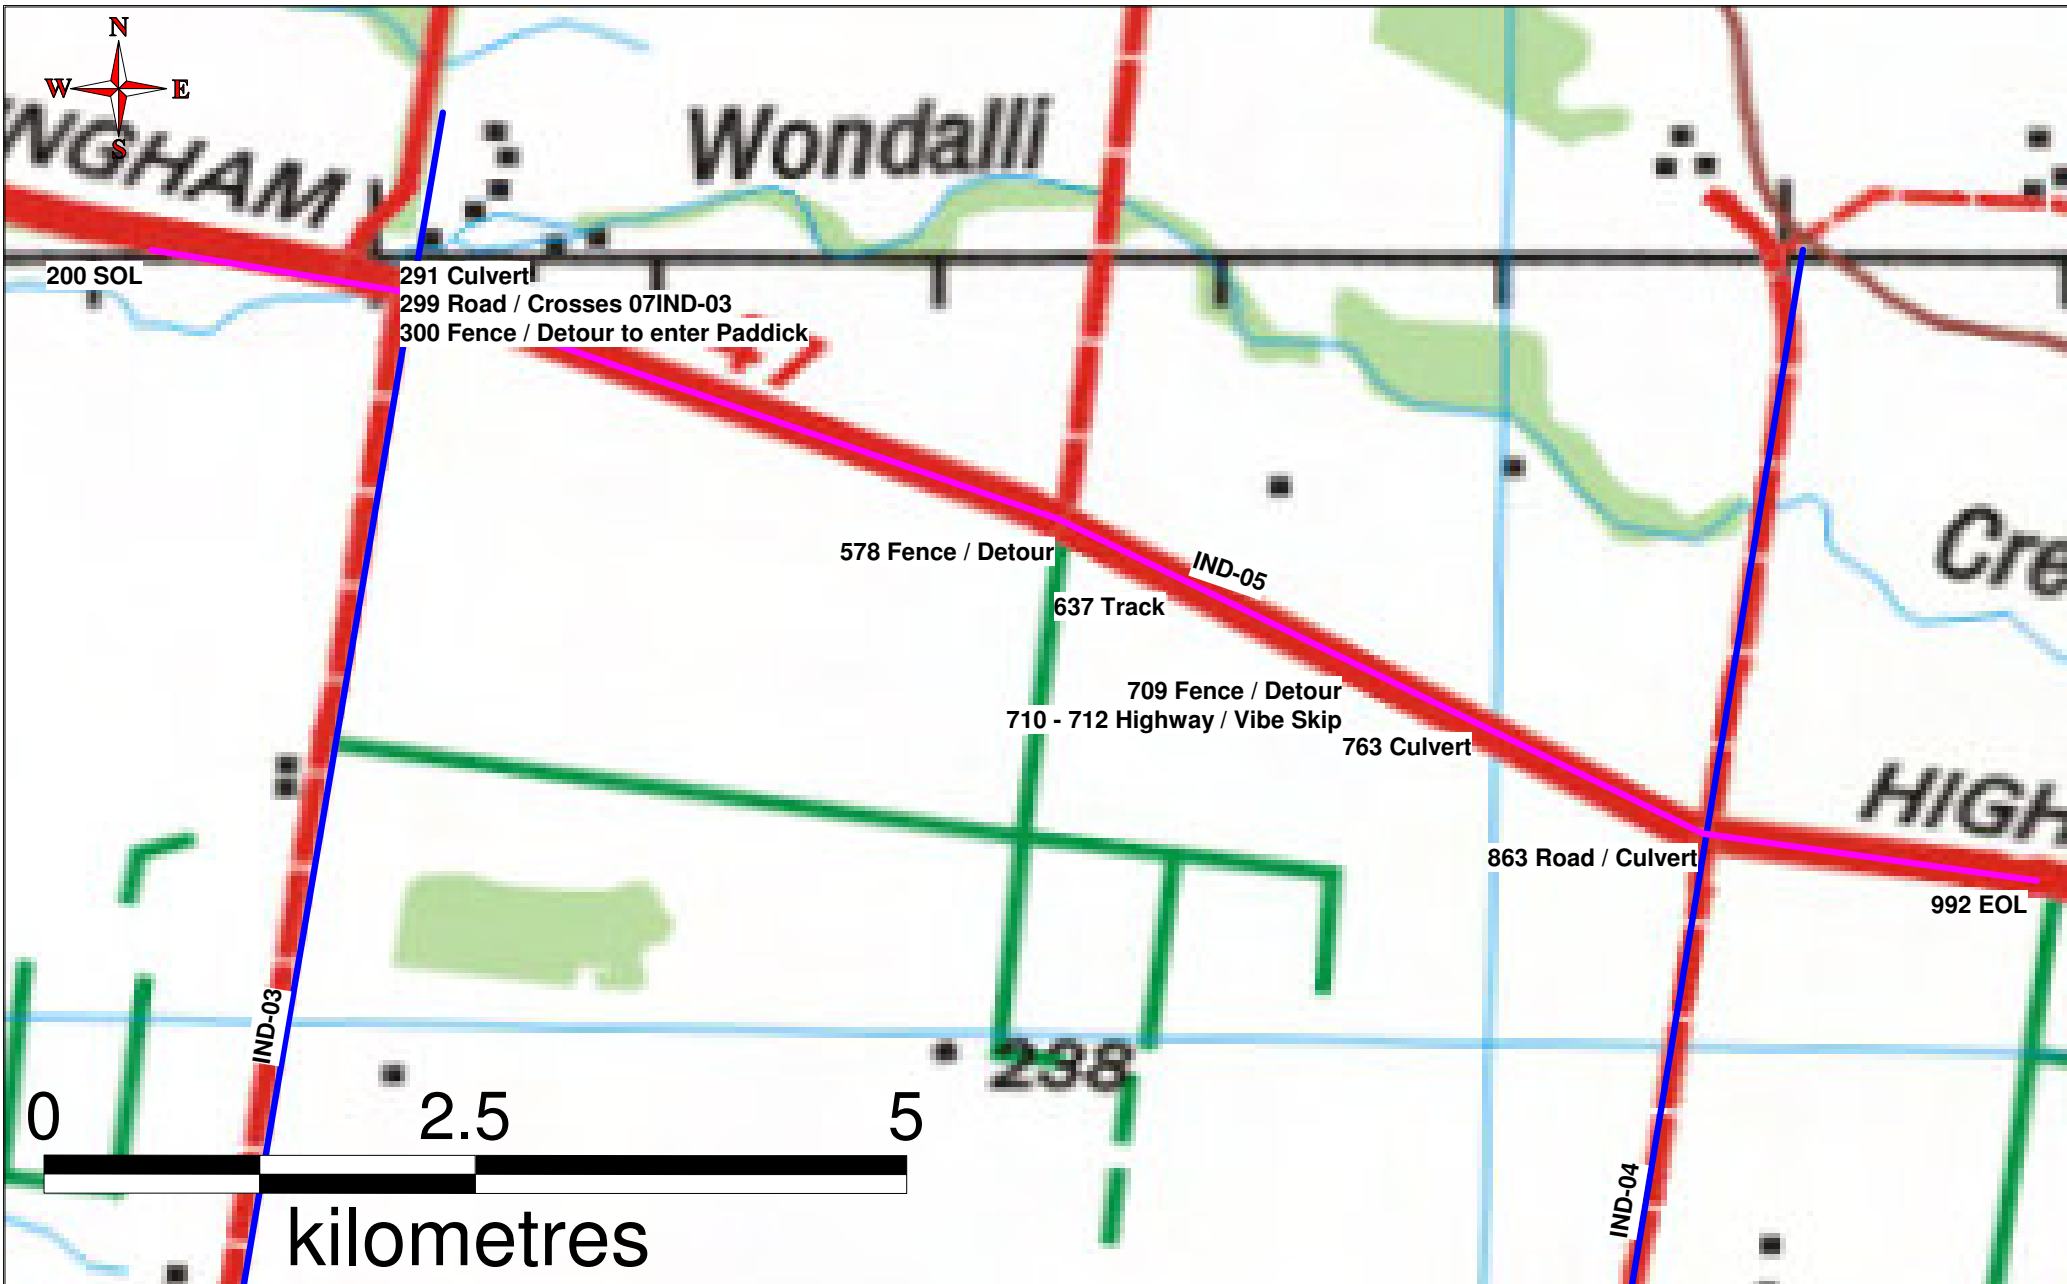 N
W E
S
INGHAM
Wondalli
200 SOL
291 Culvert
299 Road / Crosses 07IND-03
300 Fence / Detour to enter Paddick
47
578 Fence / Detour
IND-05
637 Track
Cre
709 Fence / Detour
710 - 712 Highway / Vibe Skip
763 Culvert
HIGH
863 Road / Culvert
992 EOL
IND-03
238
0 2.5 5
kilometres
IND-04